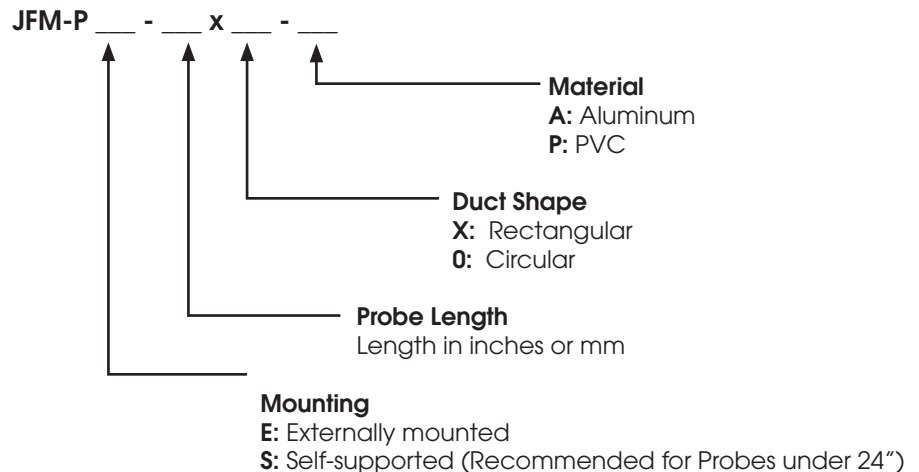 JFM-P ___ - ___ x ___ - ___
Material
A: Aluminum
P: PVC
Duct Shape
X: Rectangular
0: Circular
Probe Length
Length in inches or mm
Mounting
E: Externally mounted
S: Self-supported (Recommended for Probes under 24")